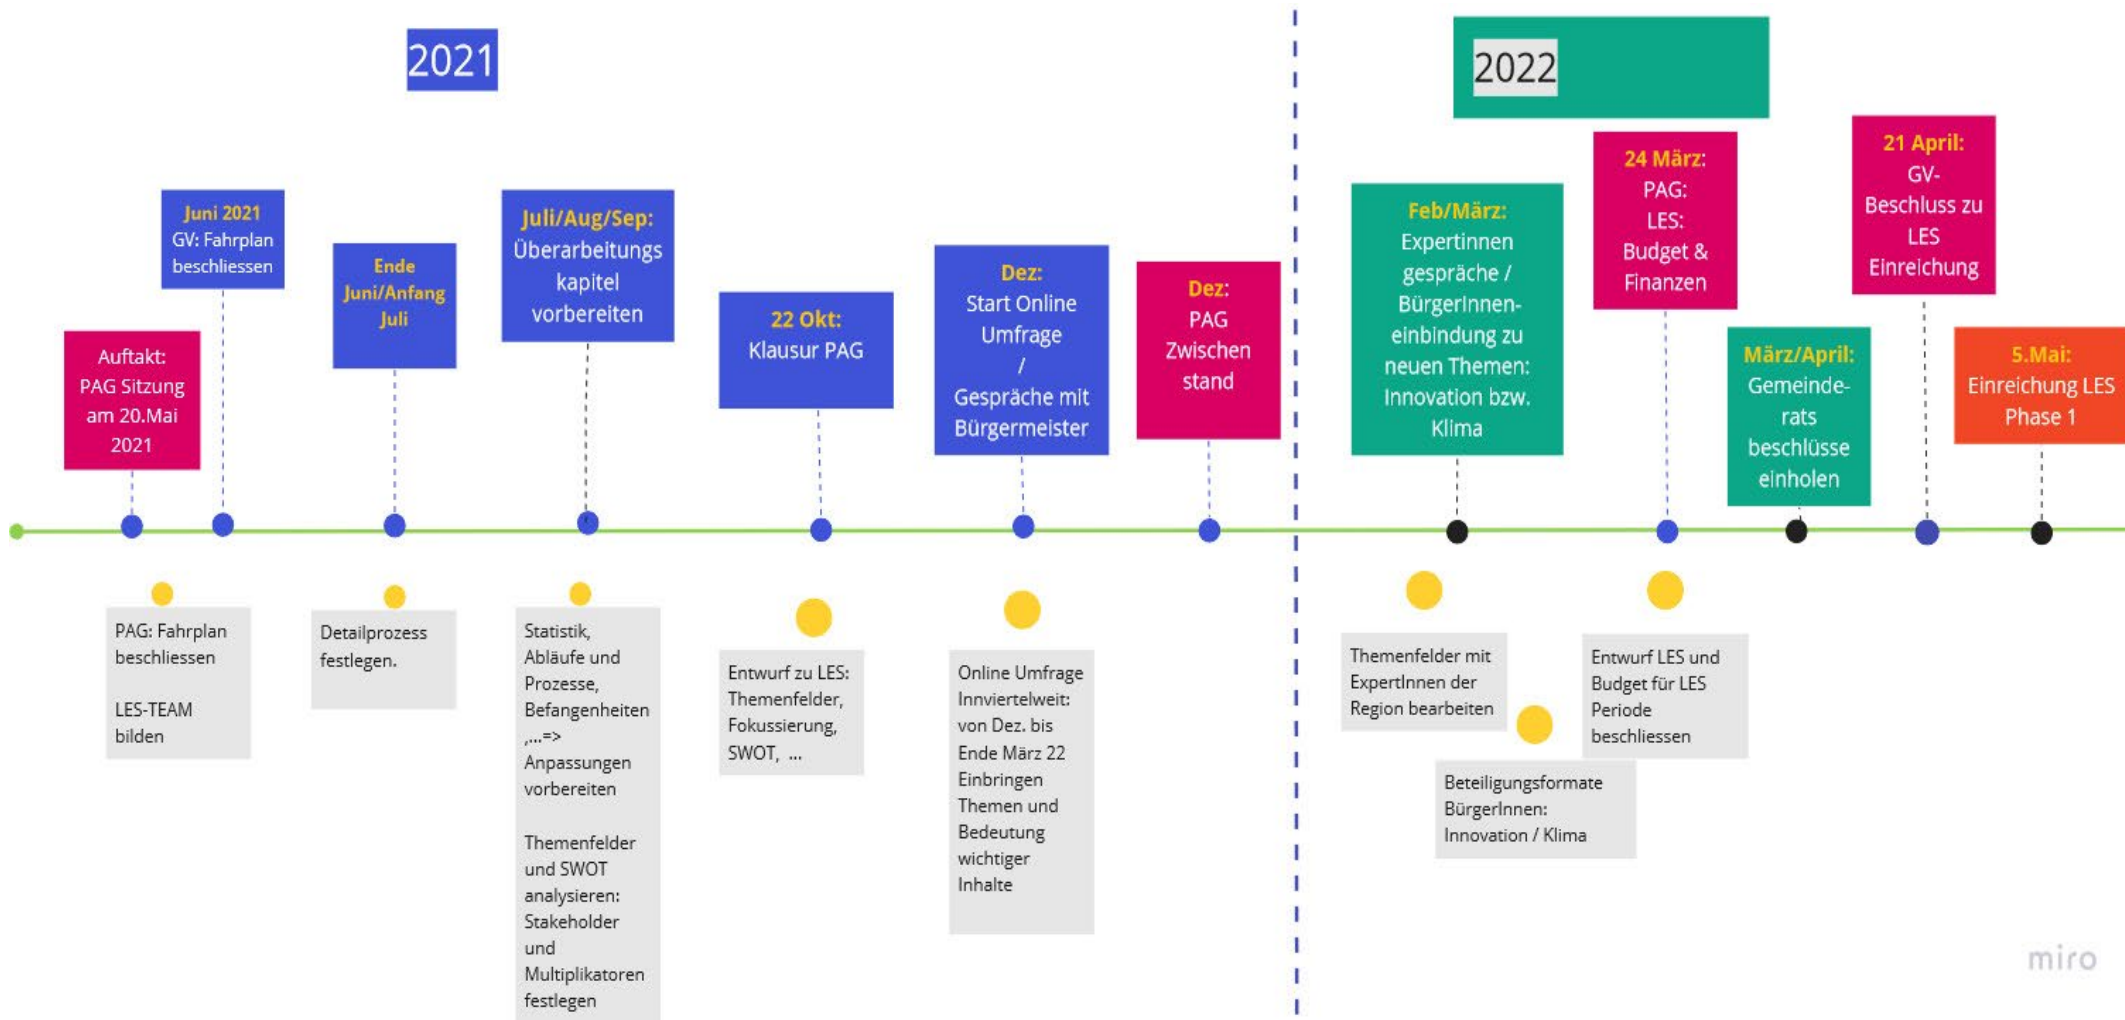 2021
2022
Auftakt:
PAG Sitzung
am 20.Mai
2021
Juni 2021
GV: Fahrplan
beschliessen
Ende
Juni/Anfang
Juli
Juli/Aug/Sep:
Überarbeitungs
kapitel
vorbereiten
22 Okt:
Klausur PAG
Dez:
Start Online
Umfrage
/
Gespräche mit
Bürgermeister
Dez:
PAG
Zwischen
stand
Feb/März:
Expertinnen
gespräche /
BürgerInnen-
einbindung zu
neuen Themen:
Innovation bzw.
Klima
24 März:
PAG:
LES:
Budget &
Finanzen
März/April:
Gemeinde-
rats
beschlüsse
einholen
21 April:
GV-
Beschluss zu
LES
Einreichung
5.Mai:
Einreichung LES
Phase 1
PAG: Fahrplan
beschliessen
LES-TEAM
bilden
Detailprozess
festlegen.
Statistik,
Abläufe und
Prozesse,
Befangenheiten
,...=>
Anpassungen
vorbereiten
Themenfelder
und SWOT
analysieren:
Stakeholder
und
Multiplikatoren
festlegen
Entwurf zu LES:
Themenfelder,
Fokussierung,
SWOT, ...
Online Umfrage
Innviertelweit:
von Dez. bis
Ende März 22
Einbringen
Themen und
Bedeutung
wichtiger
Inhalte
Themenfelder mit
ExpertInnen der
Region bearbeiten
Beteiligungsformate
BürgerInnen:
Innovation / Klima
Entwurf LES und
Budget für LES
Periode
beschliessen
miro